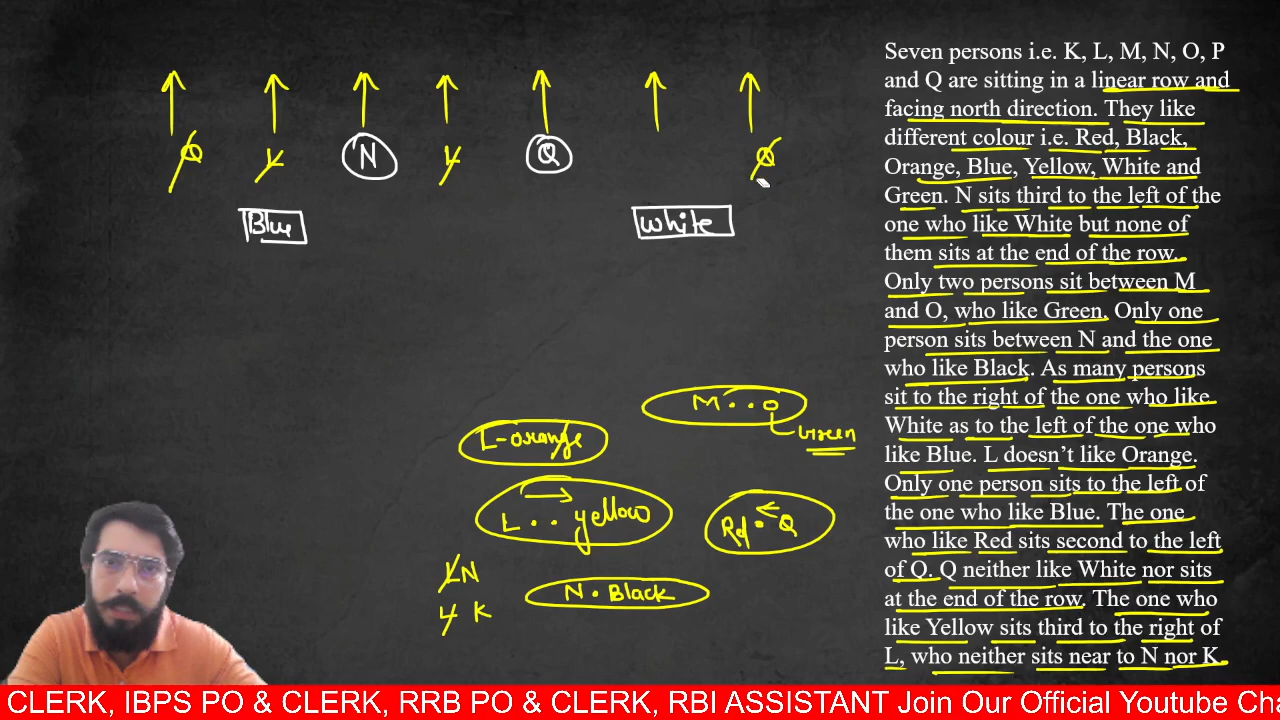 Seven persons i.e. K, L, M, N, O, P
and Q are sitting in a linear row and
facing north direction. They like
different colour i.e. Red, Black,
Orange, Blue, Yellow, White and
Green. N sits third to the left of the
one who like White but none of
them sits at the end of the row.
Only two persons sit between M
and O, who like Green. Only one
person sits between N and the one
who like Black. As many persons
sit to the right of the one who like
White as to the left of the one who
like Blue. L doesn't like Orange.
Only one person sits to the left of
the one who like Blue. The one
who like Red sits second to the left
of Q. Q neither like White nor sits
at the end of the row. The one who
like Yellow sits third to the right of
L, who neither sits near to N nor K.
Q L N L Q Q
Blue White
M . . O
Green
L-orange
L . . yellow
Red . Q
L N
L K
N . Black
CLERK, IBPS PO & CLERK, RRB PO & CLERK, RBI ASSISTANT Join Our Official Youtube Cha